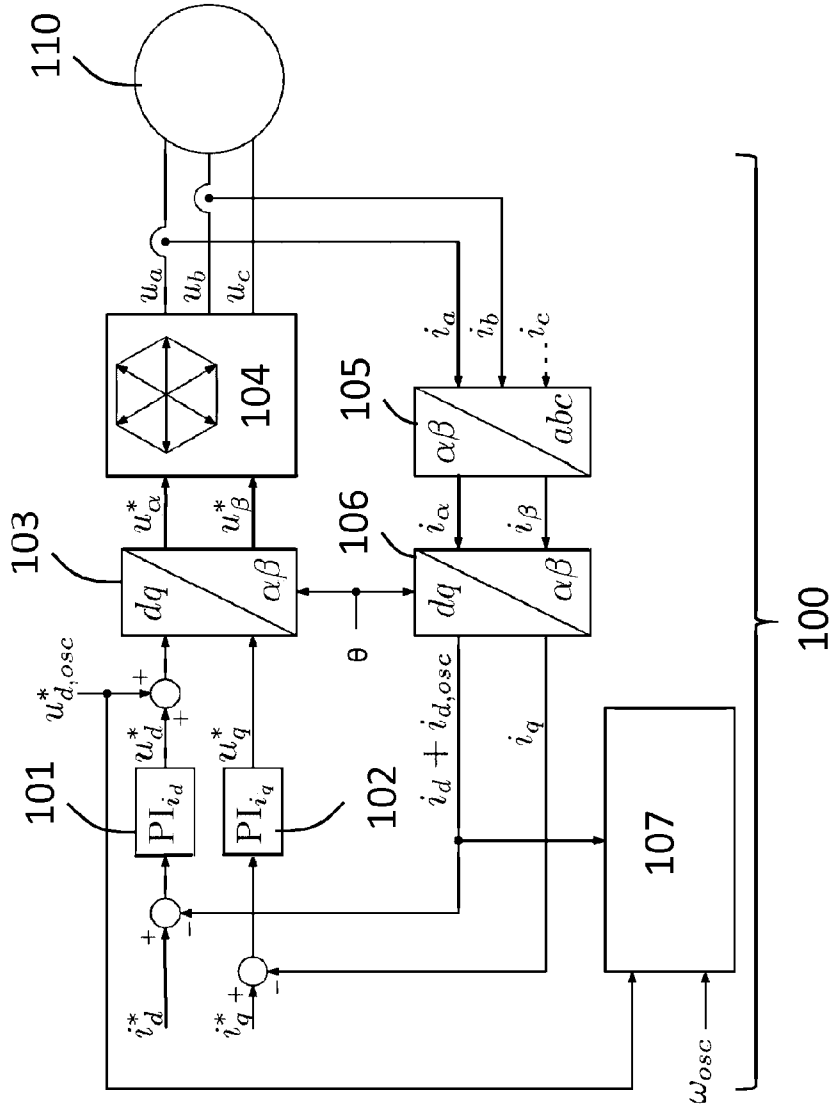 110
u_a
u_b
u_c
104
103
u*_α
u*_β
dq
αβ
u*_{d,osc}
+
+
101
u*_d
PI_{i_d}
u*_q
PI_{i_q}
102
i*_d
+
-
i*_q
+
-
θ
105
i_a
i_b
i_c
αβ
abc
106
i_α
i_β
dq
αβ
i_d + i_{d,osc}
i_q
107
ω_{osc}
100